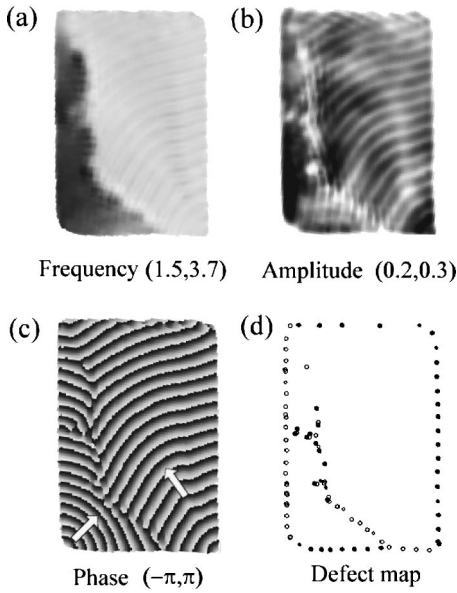 (a)
(b)
Frequency (1.5,3.7)
Amplitude (0.2,0.3)
(c)
(d)
Phase (−π,π)
Defect map